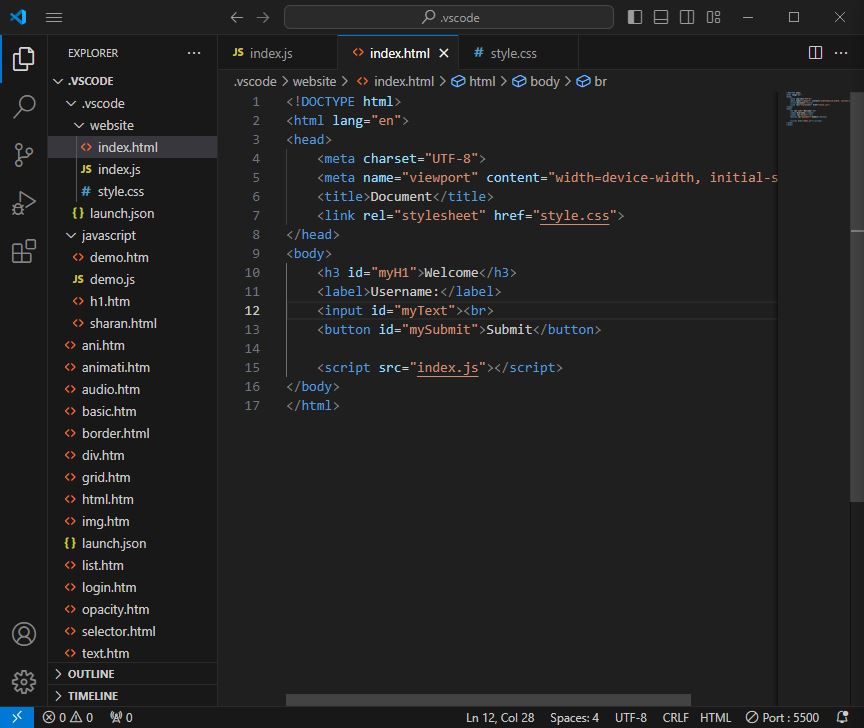 .vscode
EXPLORER
.VSCODE
.vscode
website
index.html
index.js
style.css
launch.json
javascript
demo.htm
demo.js
h1.htm
sharan.html
ani.htm
animati.htm
audio.htm
basic.htm
border.html
div.htm
grid.htm
html.htm
img.htm
launch.json
list.htm
login.htm
opacity.htm
selector.html
text.htm
OUTLINE
TIMELINE
JS index.js
index.html
# style.css
.vscode > website > index.html > html > body > br
1 <!DOCTYPE html>
2 <html lang="en">
3 <head>
4 <meta charset="UTF-8">
5 <meta name="viewport" content="width=device-width, initial-s
6 <title>Document</title>
7 <link rel="stylesheet" href="style.css">
8 </head>
9 <body>
10 <h3 id="myH1">Welcome</h3>
11 <label>Username:</label>
12 <input id="myText"><br>
13 <button id="mySubmit">Submit</button>
14
15 <script src="index.js"></script>
16 </body>
17 </html>
0 0 0 Ln 12, Col 28 Spaces: 4 UTF-8 CRLF HTML Port : 5500